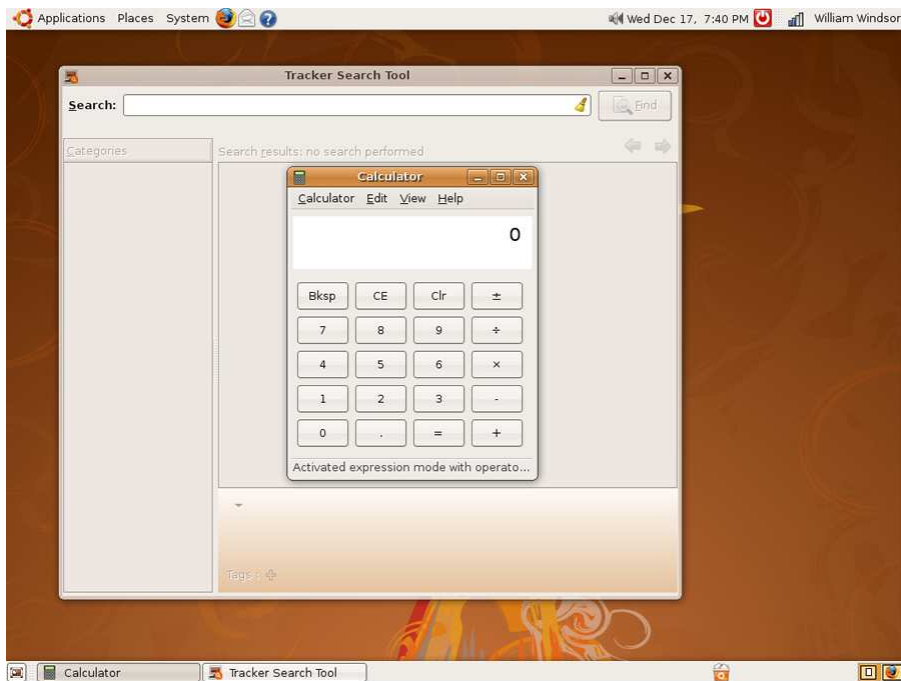 Applications Places System Wed Dec 17, 7:40 PM William Windsor
Tracker Search Tool
Search: Find
Categories
Search results: no search performed
Calculator
Calculator Edit View Help
0
Bksp CE Clr ±
7 8 9 ÷
4 5 6 ×
1 2 3 -
0 . = +
Activated expression mode with operato...
Tags :
Calculator Tracker Search Tool